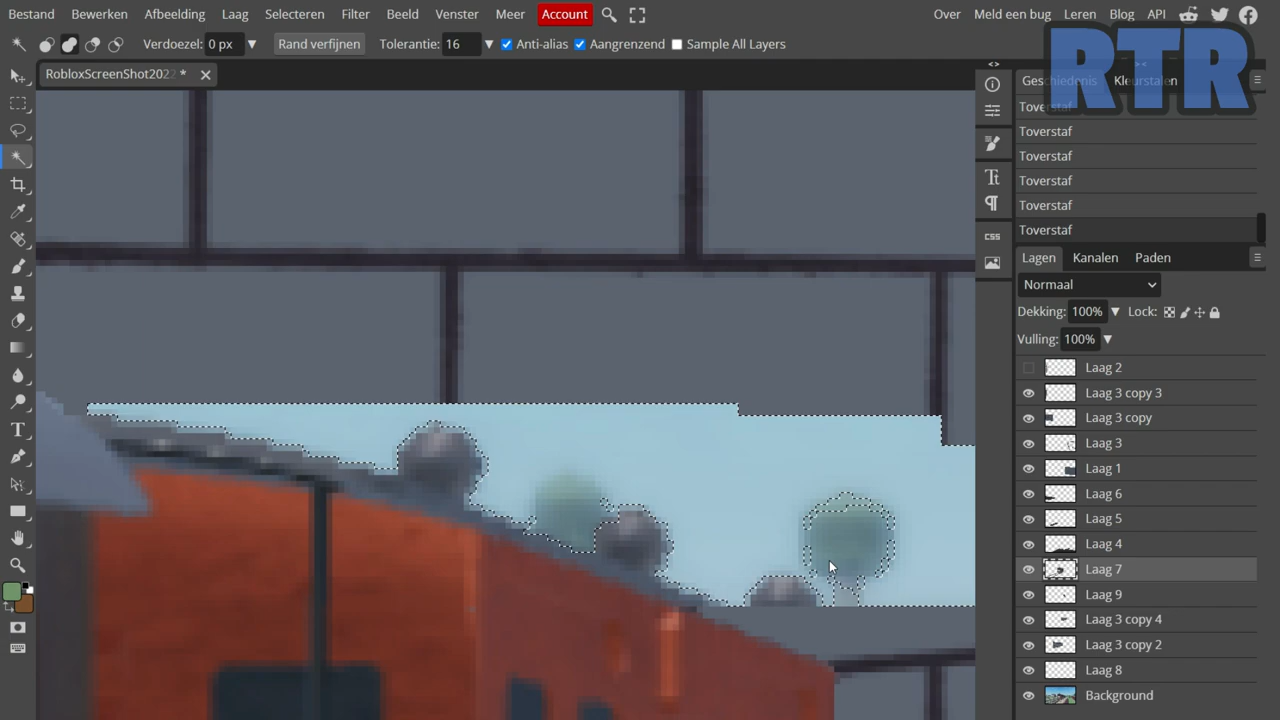 Bestand Bewerken Afbeelding Laag Selecteren Filter Beeld Venster Meer Account Over Meld een bug Leren Blog API
Verdoezel: 0 px Rand verfijnen Tolerantie: 16 Anti-alias Aangrenzend Sample All Layers
RobloxScreenShot202 *
RTR
Geschiedenis Kleurstalen
Toverstaf
Toverstaf
Toverstaf
Toverstaf
Toverstaf
Toverstaf
Lagen Kanalen Paden
Normaal
Dekking: 100% Lock:
Vulling: 100%
Laag 2
Laag 3 copy 3
Laag 3 copy
Laag 3
Laag 1
Laag 6
Laag 5
Laag 4
Laag 7
Laag 9
Laag 3 copy 4
Laag 3 copy 2
Laag 8
Background